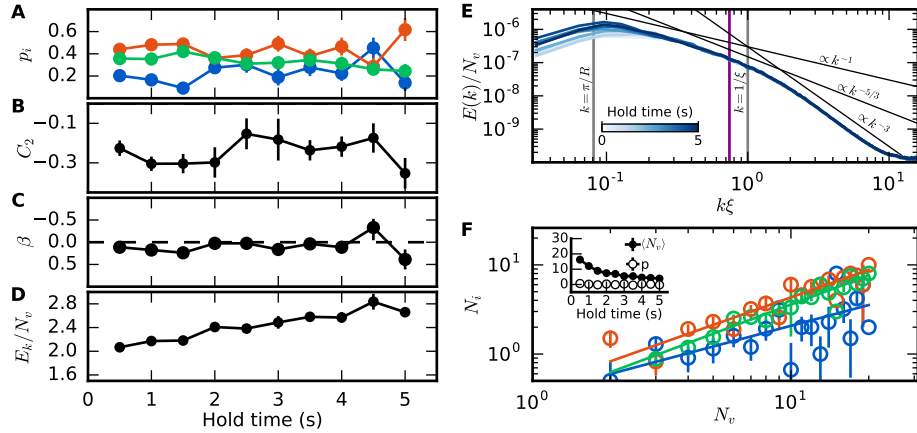 A
p_i
0.6
0.4
0.2
B
C_2
−0.1
−0.3
C
β
−0.5
0.0
0.5
D
E_k/N_v
2.8
2.4
2.0
1.6
0 1 2 3 4 5
Hold time (s)
E
E(k)/N_v
10^{-6}
10^{-7}
10^{-8}
10^{-9}
k=π/R
k=1/ξ
∝k^{-1}
∝k^{-5/3}
∝k^{-3}
Hold time (s)
0 5
10^{-1} 10^0 10^1
kξ
F
N_i
10^1
10^0
30
20
10
0
⟨N_v⟩
p
0 1 2 3 4 5
Hold time (s)
10^0 10^1
N_v